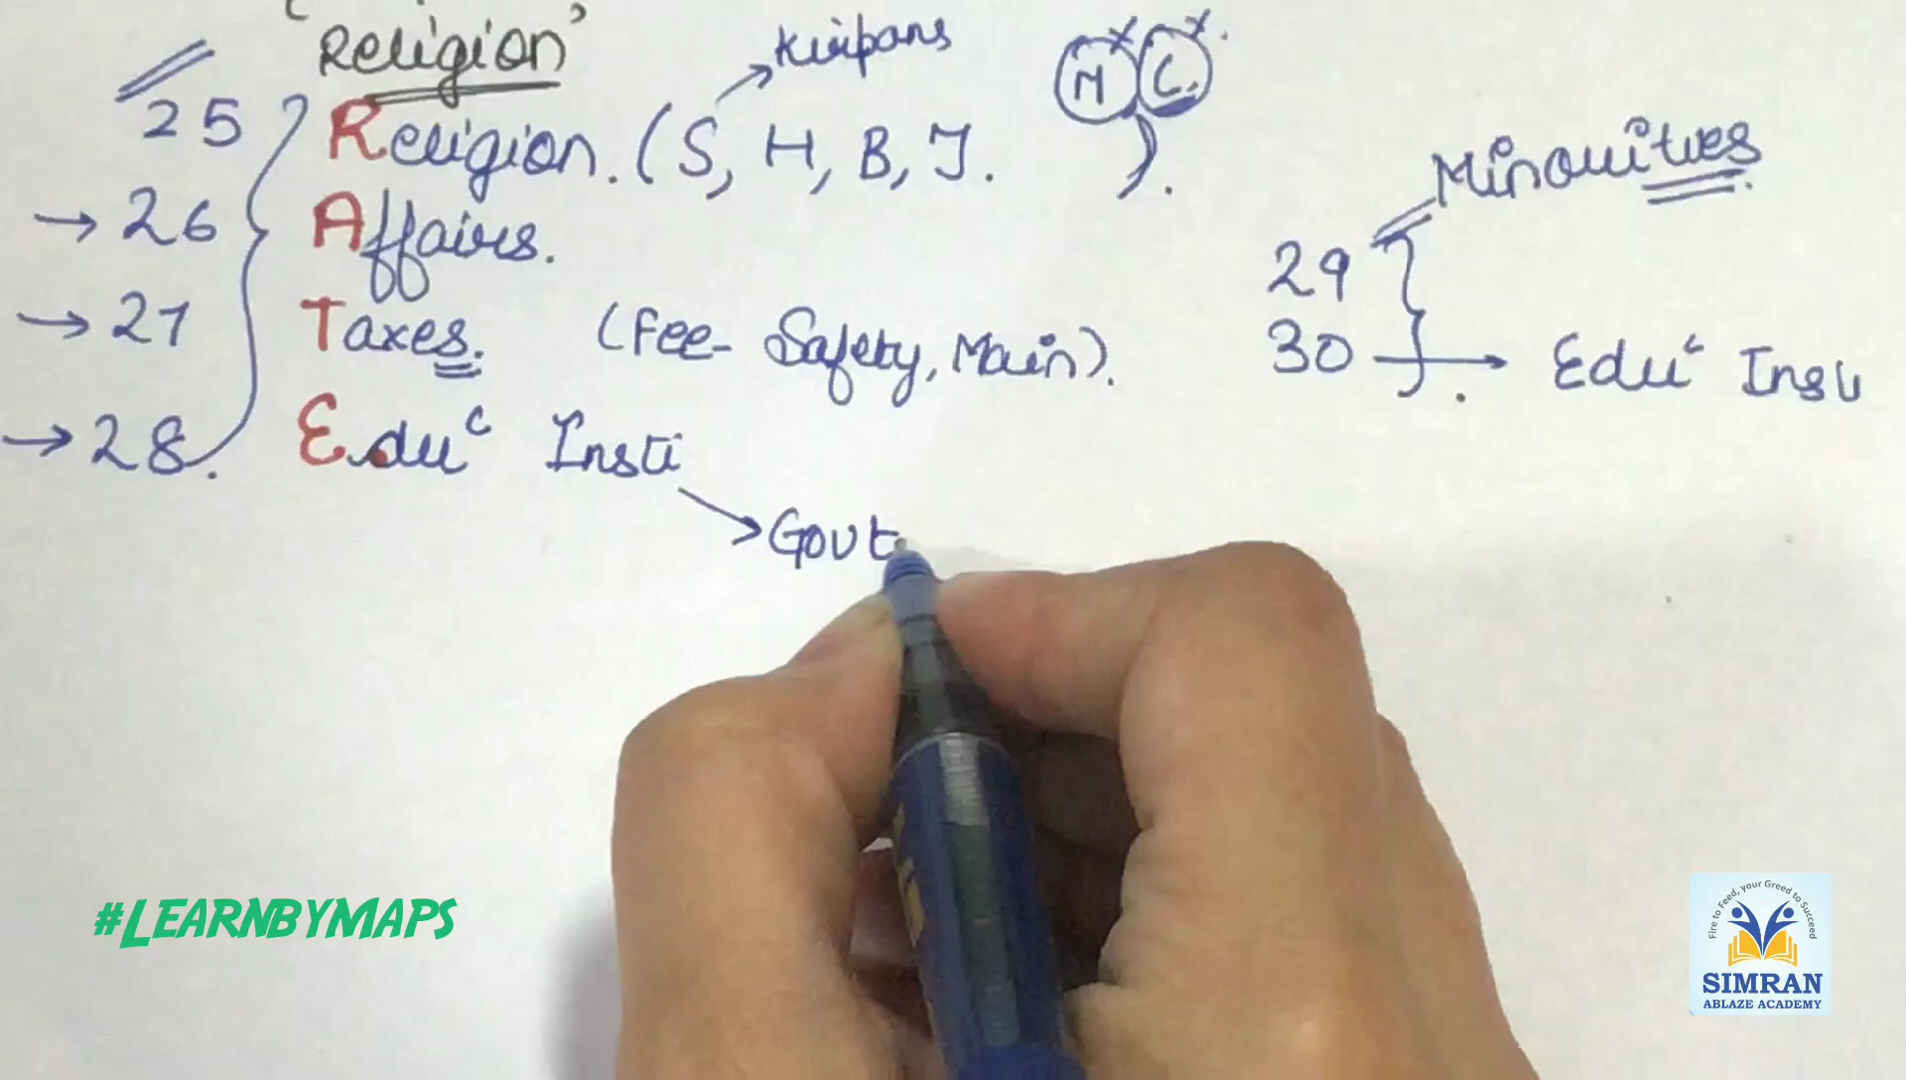 ‘Religion’
25 Religion. (S, H, B, J. M C. ).
Kirpans
→ 26 Affairs.
→ 27 Taxes. (Fee- Safety, Main).
→ 28. Eduᶜ Insti
→ Govt
Minorities.
29
30 → Eduᶜ Insti
#LEARNBYMAPS
Fire to Feed, your Greed to Succeed
SIMRAN
ABLAZE ACADEMY